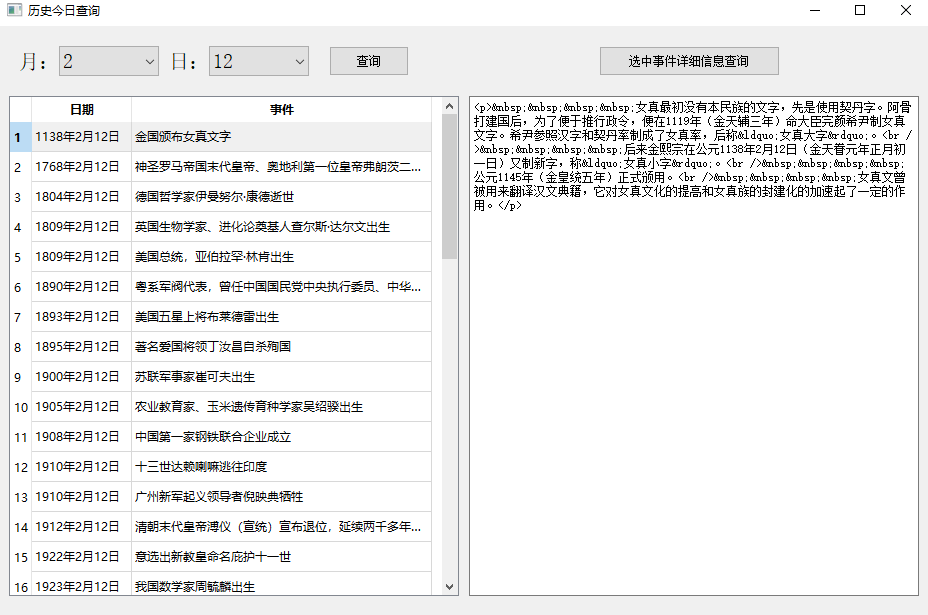 历史今日查询
月： 2 日： 12 查询 选中事件详细信息查询
日期 事件
1 1138年2月12日 金国颁布女真文字
2 1768年2月12日 神圣罗马帝国末代皇帝、奥地利第一位皇帝弗朗茨二...
3 1804年2月12日 德国哲学家伊曼努尔·康德逝世
4 1809年2月12日 英国生物学家、进化论奠基人查尔斯·达尔文出生
5 1809年2月12日 美国总统，亚伯拉罕·林肯出生
6 1890年2月12日 粤系军阀代表，曾任中国国民党中央执行委员、中华...
7 1893年2月12日 美国五星上将布莱德雷出生
8 1895年2月12日 著名爱国将领丁汝昌自杀殉国
9 1900年2月12日 苏联军事家崔可夫出生
10 1905年2月12日 农业教育家、玉米遗传育种学家吴绍骙出生
11 1908年2月12日 中国第一家钢铁联合企业成立
12 1910年2月12日 十三世达赖喇嘛逃往印度
13 1910年2月12日 广州新军起义领导者倪映典牺牲
14 1912年2月12日 清朝末代皇帝溥仪（宣统）宣布退位，延续两千多年...
15 1922年2月12日 意选出新教皇命名庇护十一世
16 1923年2月12日 我国数学家周毓麟出生
<p>&nbsp;&nbsp;&nbsp;&nbsp;女真最初没有本民族的文字，先是使用契丹字。阿骨
打建国后，为了便于推行政令，便在1119年（金天辅三年）命大臣完颜希尹制女真
文字。希尹参照汉字和契丹率制成了女真率，后称&ldquo;女真大字&rdquo;。<br /
>&nbsp;&nbsp;&nbsp;&nbsp;后来金熙宗在公元1138年2月12日（金天眷元年正月初
一日）又制新字，称&ldquo;女真小字&rdquo;。<br />&nbsp;&nbsp;&nbsp;&nbsp;
公元1145年（金皇统五年）正式颁用。<br />&nbsp;&nbsp;&nbsp;&nbsp;女真文曾
被用来翻译汉文典籍，它对女真文化的提高和女真族的封建化的加速起了一定的作
用。</p>